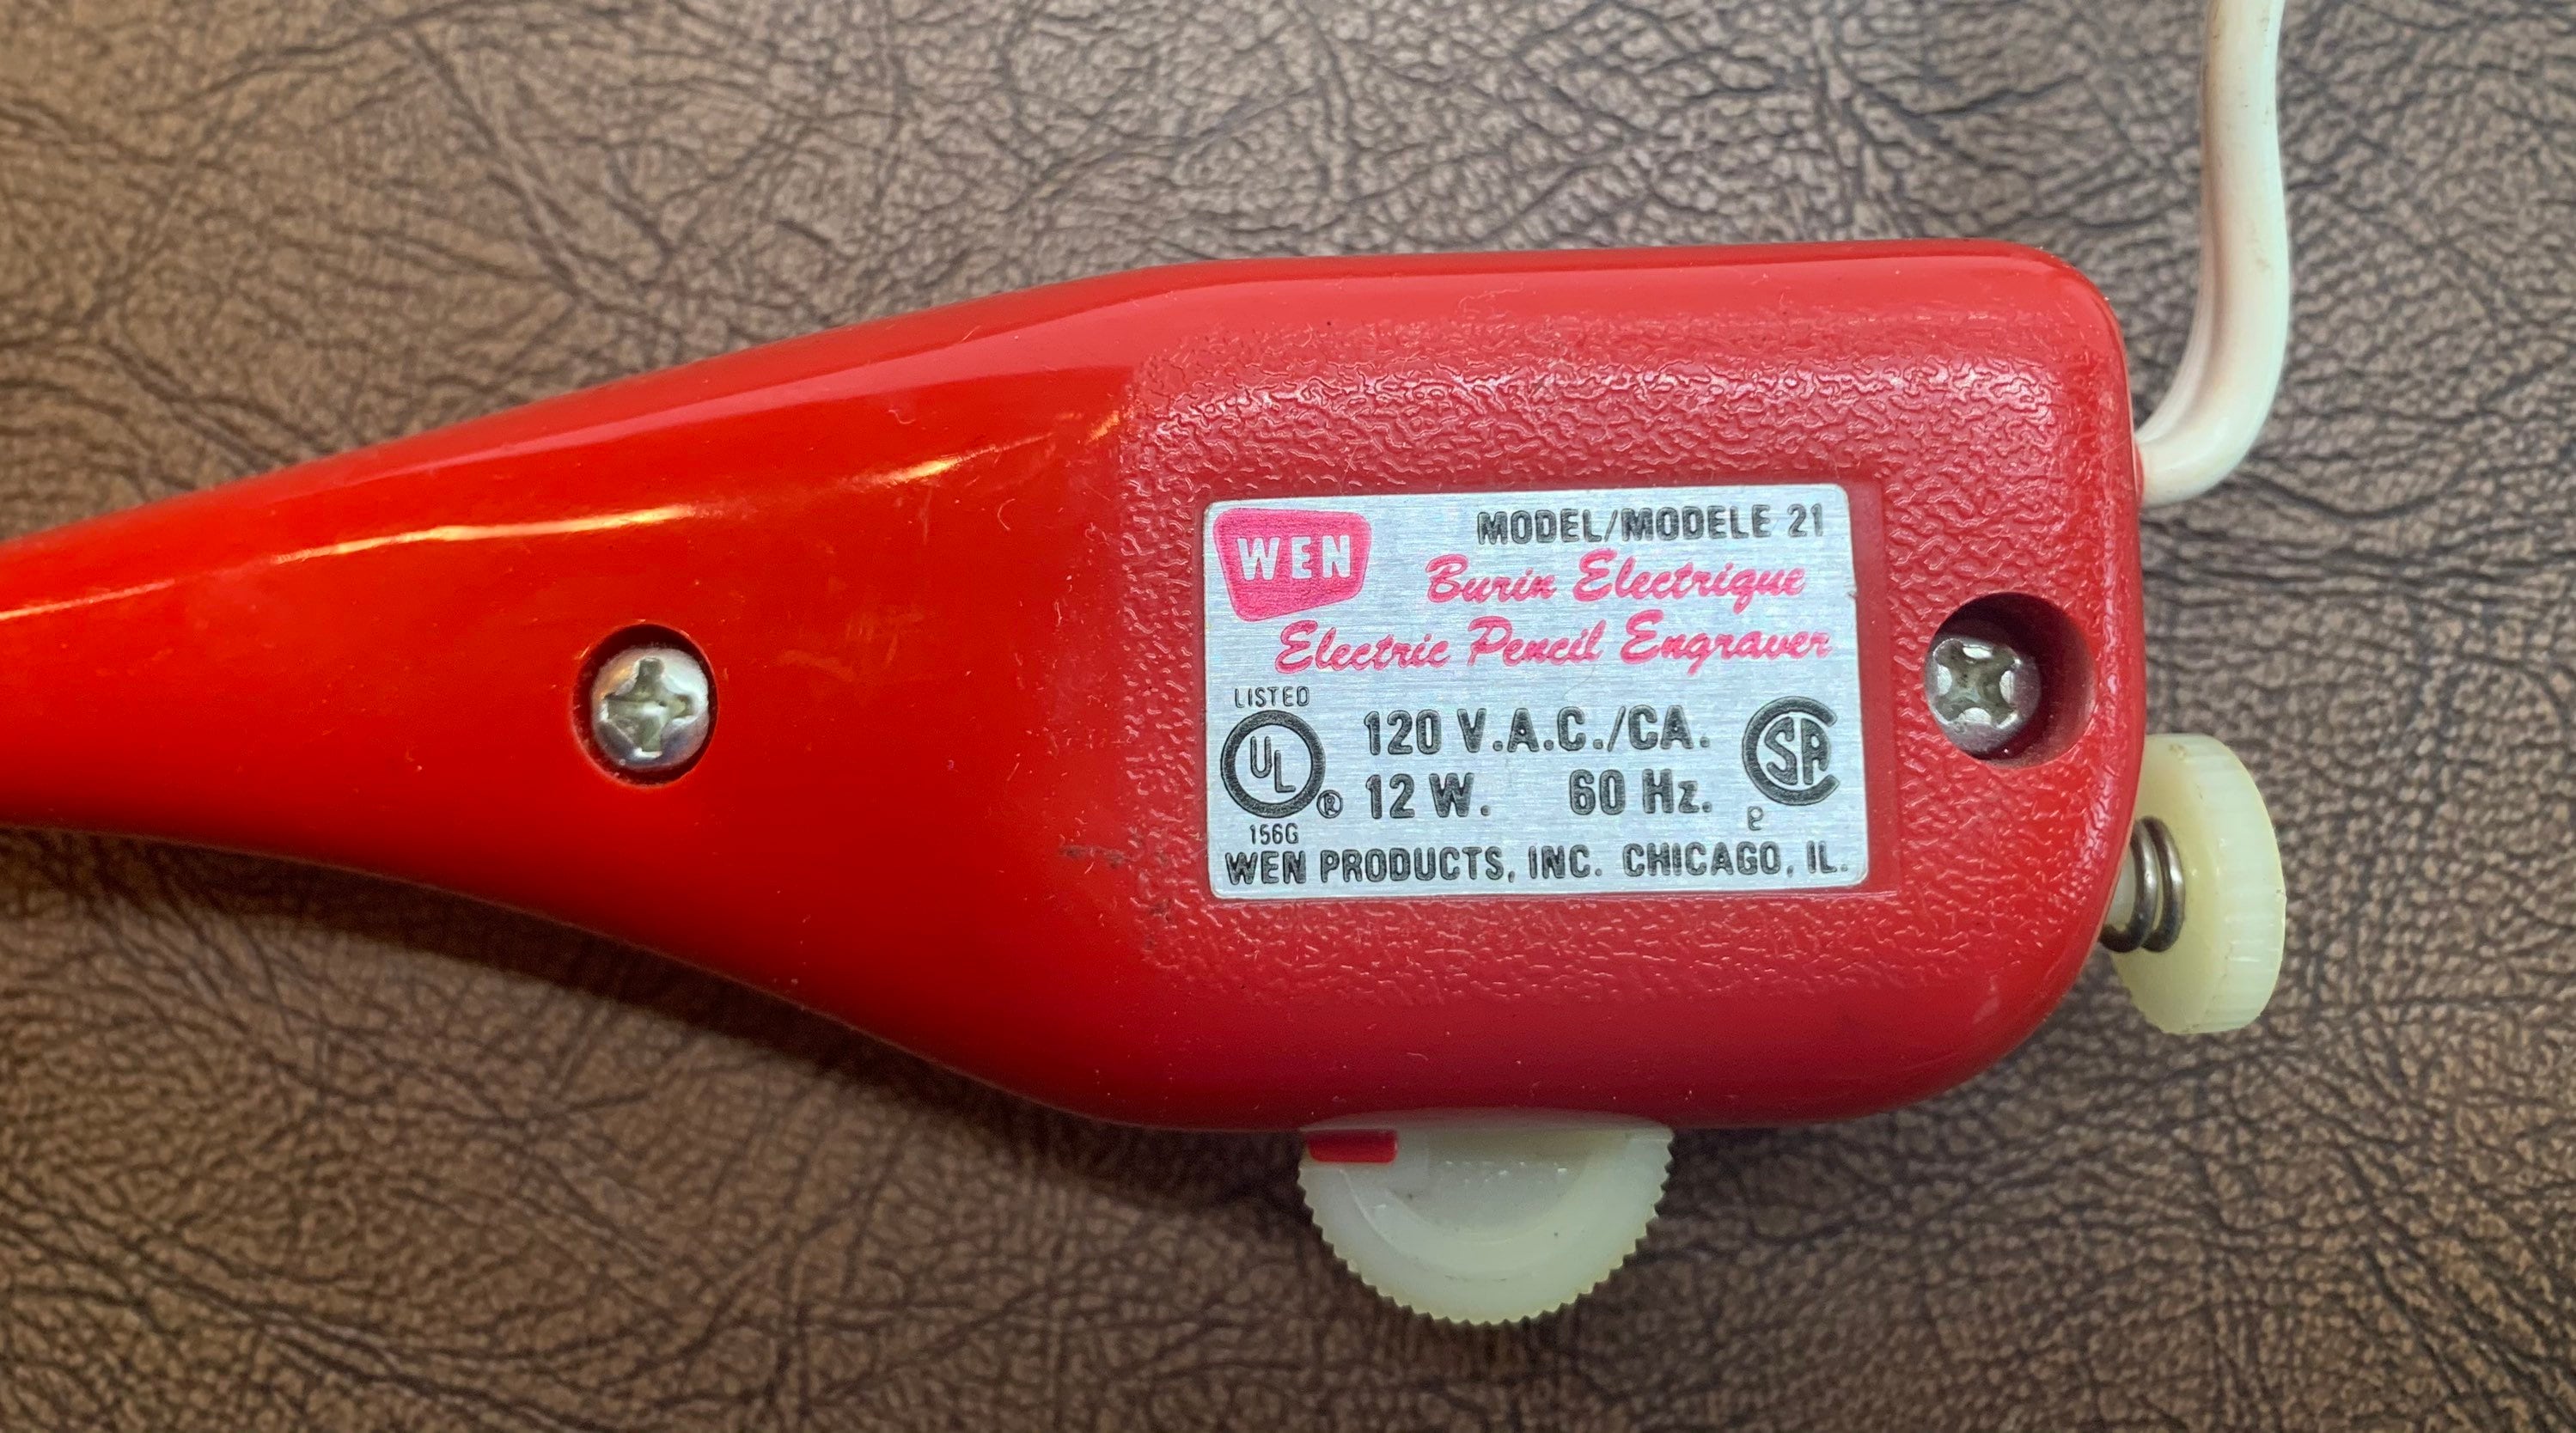 WEN
MODEL/MODELE 21
Burin Electrique
Electric Pencil Engraver
LISTED
UL
®
156G
120 V.A.C./CA.
12 W. 60 Hz.
SA
WEN PRODUCTS, INC. CHICAGO, IL.